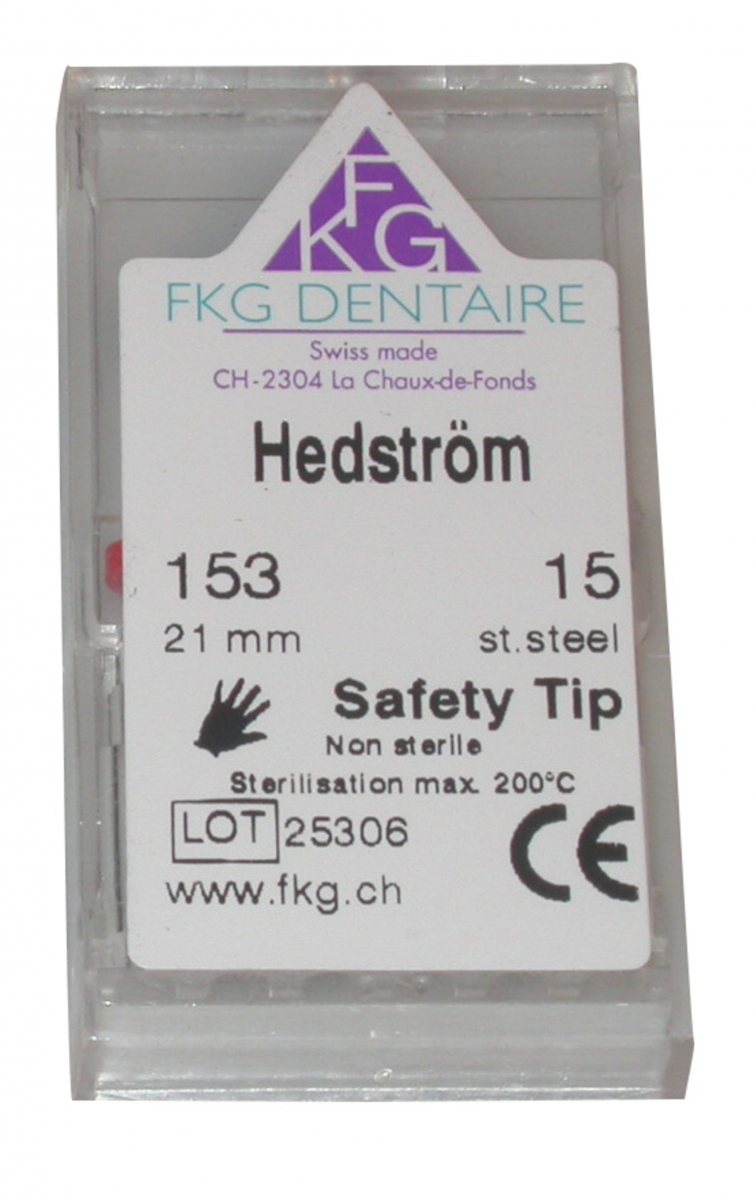 F
KG
FKG DENTAIRE
Swiss made
CH-2304 La Chaux-de-Fonds
Hedström
153 15
21 mm st.steel
Safety Tip
Non sterile
Sterilisation max. 200°C
LOT 25306
CE
www.fkg.ch